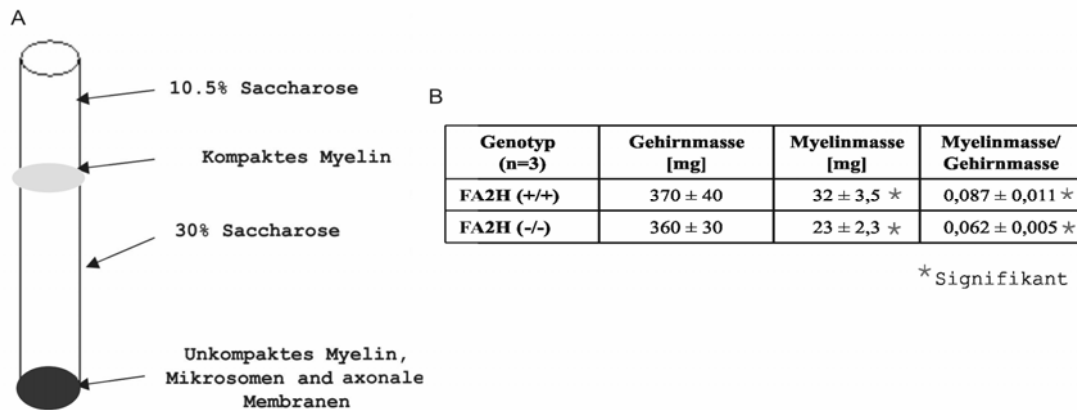 A
10.5% Saccharose
Kompaktes Myelin
30% Saccharose
Unkompaktes Myelin,
Mikrosomen and axonale
Membranen
B
Genotyp (n=3) Gehirnmasse [mg] Myelinmasse [mg] Myelinmasse/ Gehirnmasse
FA2H (+/+) 370 ± 40 32 ± 3,5 * 0,087 ± 0,011 *
FA2H (-/-) 360 ± 30 23 ± 2,3 * 0,062 ± 0,005 *
*Signifikant